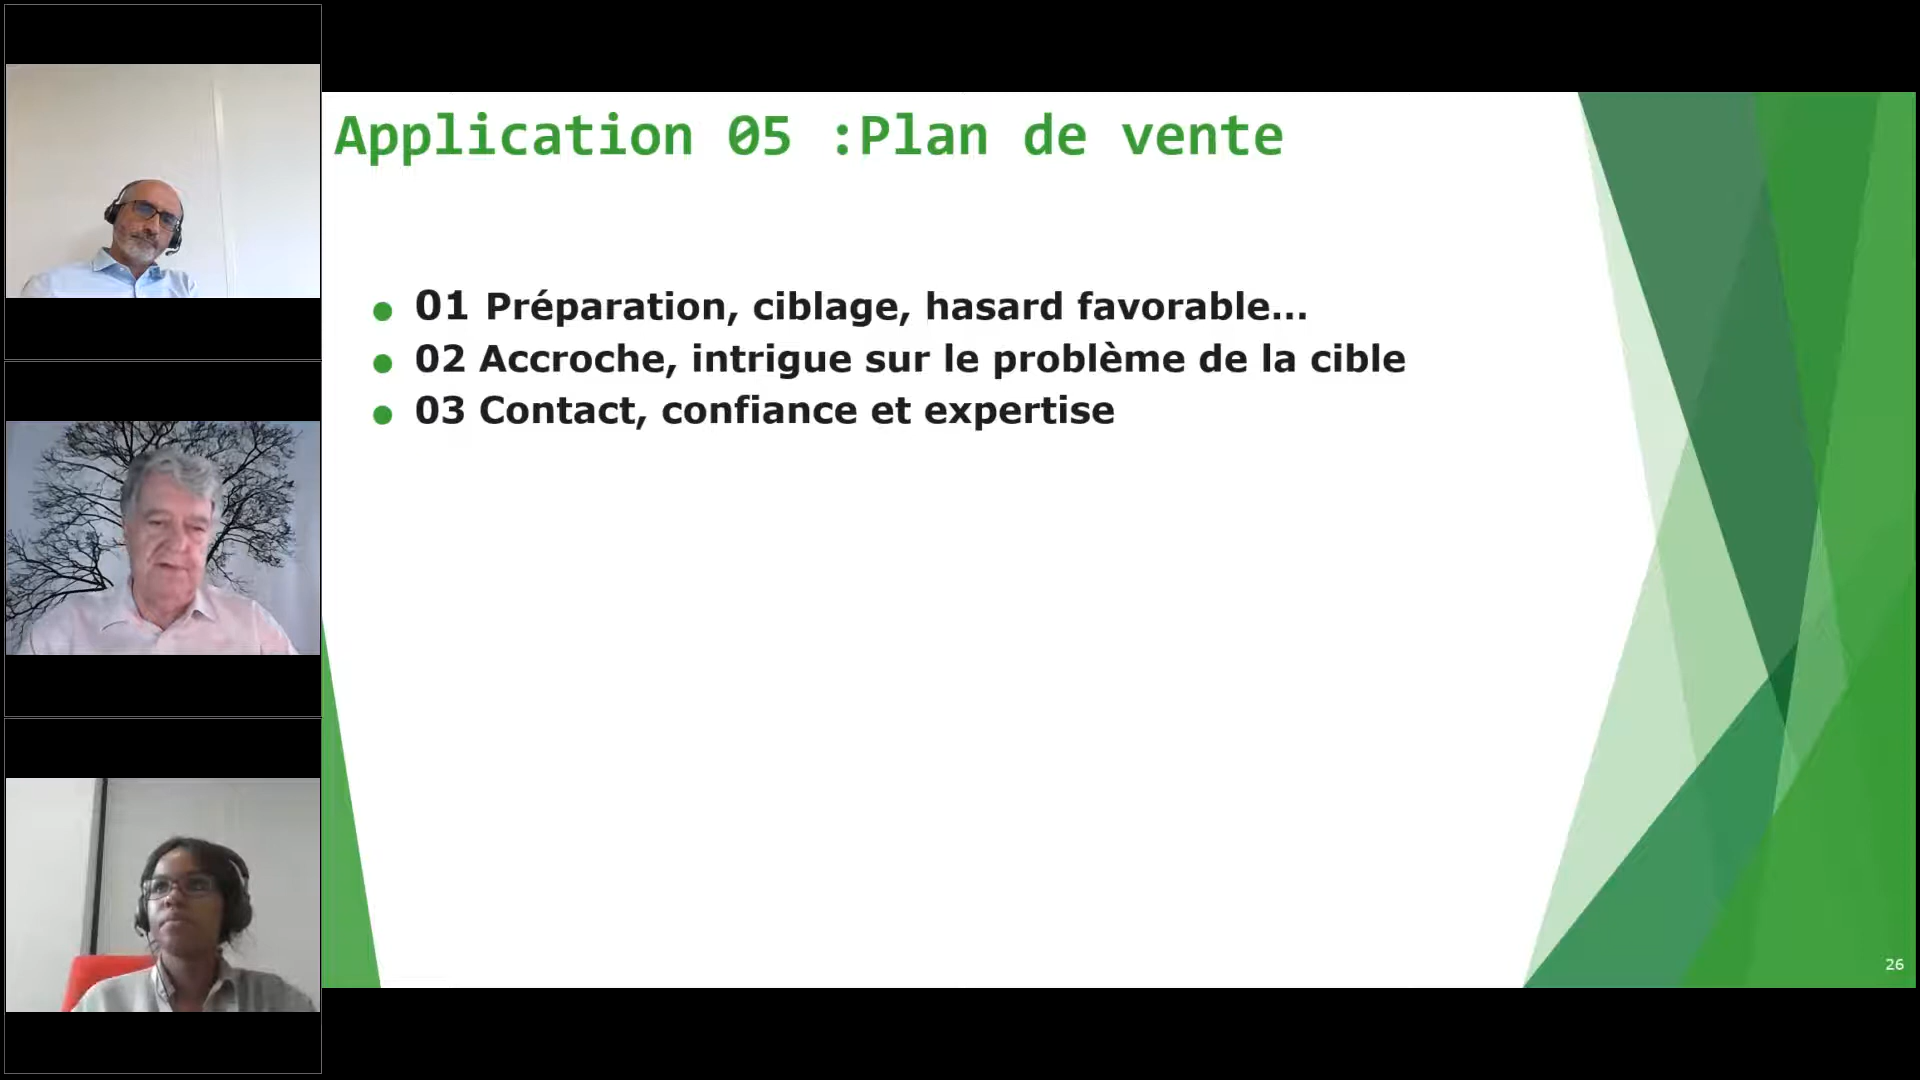 Application 05 :Plan de vente
● 01 Préparation, ciblage, hasard favorable...
● 02 Accroche, intrigue sur le problème de la cible
● 03 Contact, confiance et expertise
26